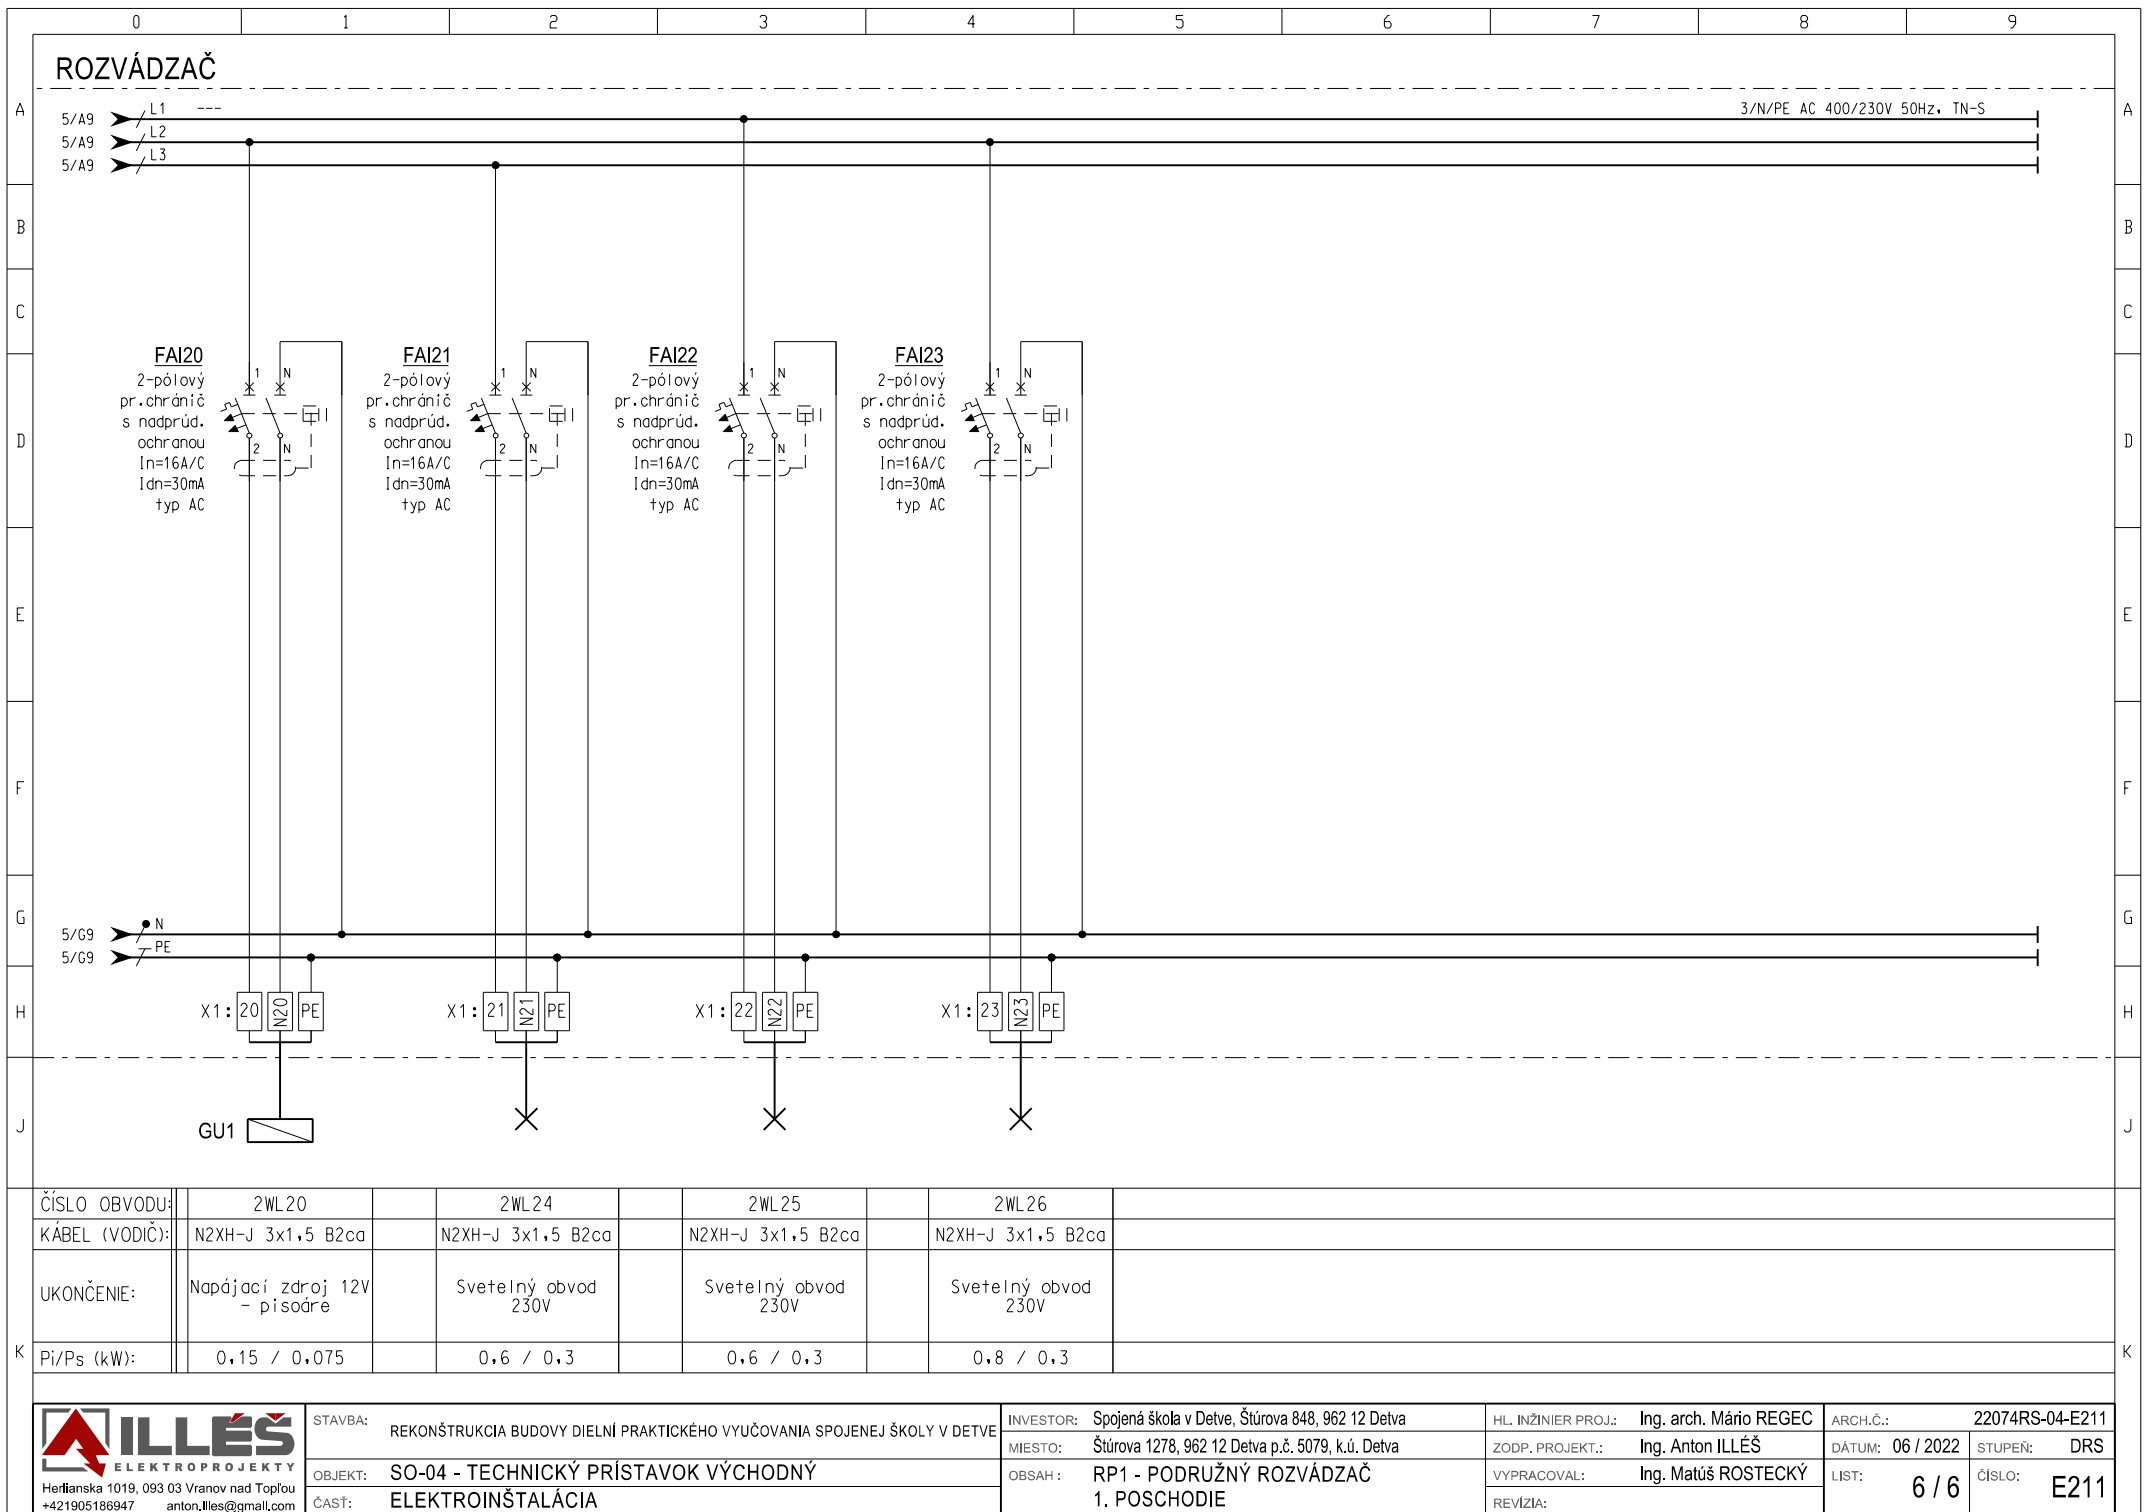 0 1 2 3 4 5 6 7 8 9
ROZVÁDZAČ
A A
5/A9 L1 ---
3/N/PE AC 400/230V 50Hz, TN-S
5/A9 L2
5/A9 L3
B B
C C
FAI20 FAI21 FAI22 FAI23
1 N 1 N 1 N 1 N
2-pólový 2-pólový 2-pólový 2-pólový
pr.chránič pr.chránič pr.chránič pr.chránič
s nadprúd. s nadprúd. s nadprúd. s nadprúd.
D ochranou ochranou ochranou ochranou D
2 N 2 N 2 N 2 N
In=16A/C In=16A/C In=16A/C In=16A/C
Idn=30mA Idn=30mA Idn=30mA Idn=30mA
typ AC typ AC typ AC typ AC
E E
F F
G G
5/G9 N
5/G9 PE
H X1: 20 N20 PE X1: 21 N21 PE X1: 22 N22 PE X1: 23 N23 PE H
J GU1 J
ČÍSLO OBVODU: 2WL20 2WL24 2WL25 2WL26
KÁBEL (VODIČ): N2XH-J 3x1,5 B2ca N2XH-J 3x1,5 B2ca N2XH-J 3x1,5 B2ca N2XH-J 3x1,5 B2ca
UKONČENIE: Napájací zdroj 12V Svetelný obvod Svetelný obvod Svetelný obvod
- pisoáre 230V 230V 230V
K Pi/Ps (kW): 0,15 / 0,075 0,6 / 0,3 0,6 / 0,3 0,8 / 0,3 K
ILLÉŠ
ELEKTROPROJEKTY
Herlianska 1019, 093 03 Vranov nad Topľou
+421905186947 anton.illes@gmail.com
STAVBA: REKONŠTRUKCIA BUDOVY DIELNÍ PRAKTICKÉHO VYUČOVANIA SPOJENEJ ŠKOLY V DETVE
OBJEKT: SO-04 - TECHNICKÝ PRÍSTAVOK VÝCHODNÝ
ČASŤ: ELEKTROINŠTALÁCIA
INVESTOR: Spojená škola v Detve, Štúrova 848, 962 12 Detva
MIESTO: Štúrova 1278, 962 12 Detva p.č. 5079, k.ú. Detva
OBSAH : RP1 - PODRUŽNÝ ROZVÁDZAČ
1. POSCHODIE
HL. INŽINIER PROJ.: Ing. arch. Mário REGEC
ZODP. PROJEKT.: Ing. Anton ILLÉŠ
VYPRACOVAL: Ing. Matúš ROSTECKÝ
REVÍZIA:
ARCH.Č.: 22074RS-04-E211
DÁTUM: 06 / 2022 STUPEŇ: DRS
LIST: 6 / 6 ČÍSLO: E211